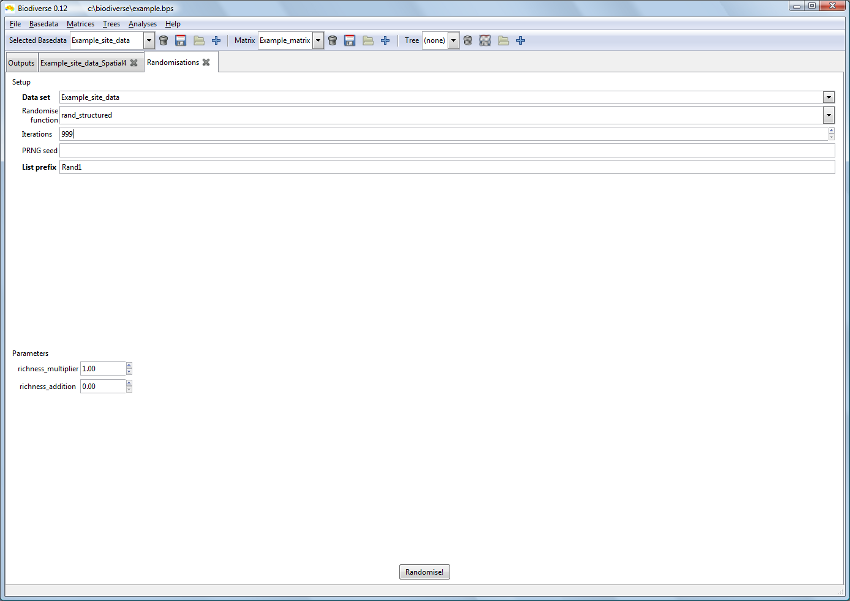 Biodiverse 0.12 c:\biodiverse\example.bps
File Basedata Matrices Trees Analyses Help
Selected Basedata Example_site_data Matrix Example_matrix Tree (none)
Outputs Example_site_data_Spatial4 Randomisations
Setup
Data set Example_site_data
Randomise function rand_structured
Iterations 999
PRNG seed
List prefix Rand1
Parameters
richness_multiplier 1.00
richness_addition 0.00
Randomise!